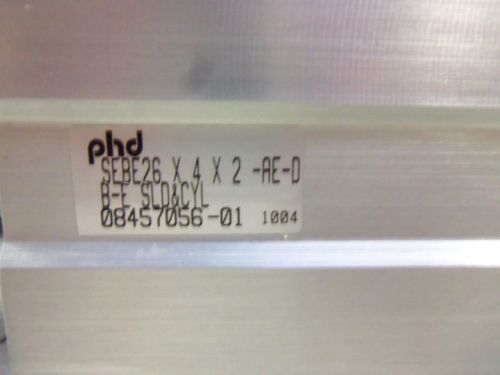 phd
SEBE26 X 4 X 2 -AE-D
B-E SLD&CYL
08457056-01 1004